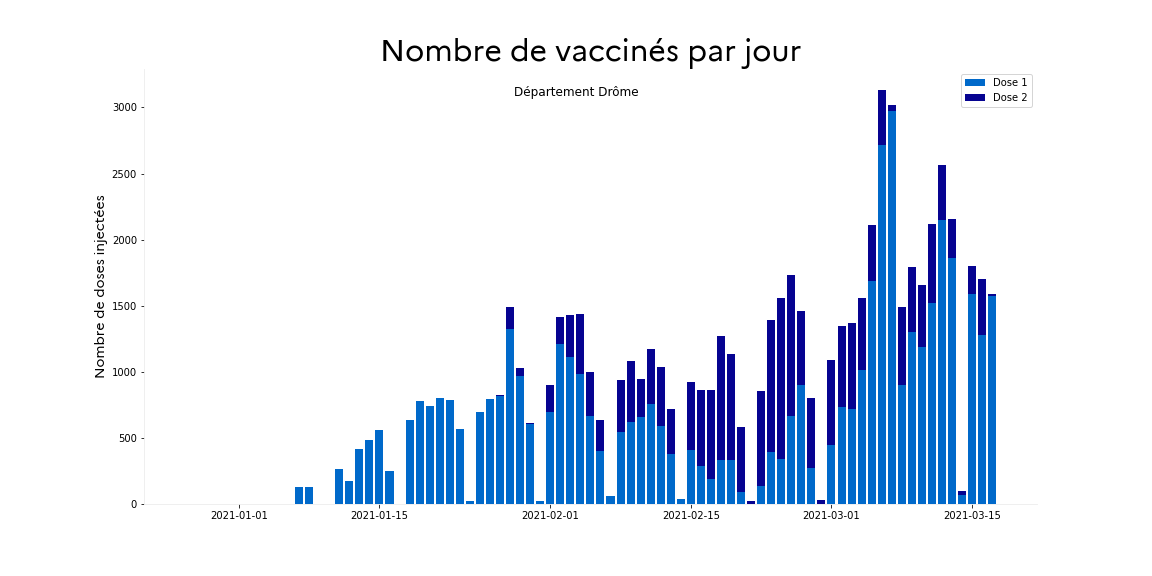 Nombre de vaccinés par jour
Département Drôme
Dose 1
Dose 2
Nombre de doses injectées
3000
2500
2000
1500
1000
500
0
2021-01-01
2021-01-15
2021-02-01
2021-02-15
2021-03-01
2021-03-15